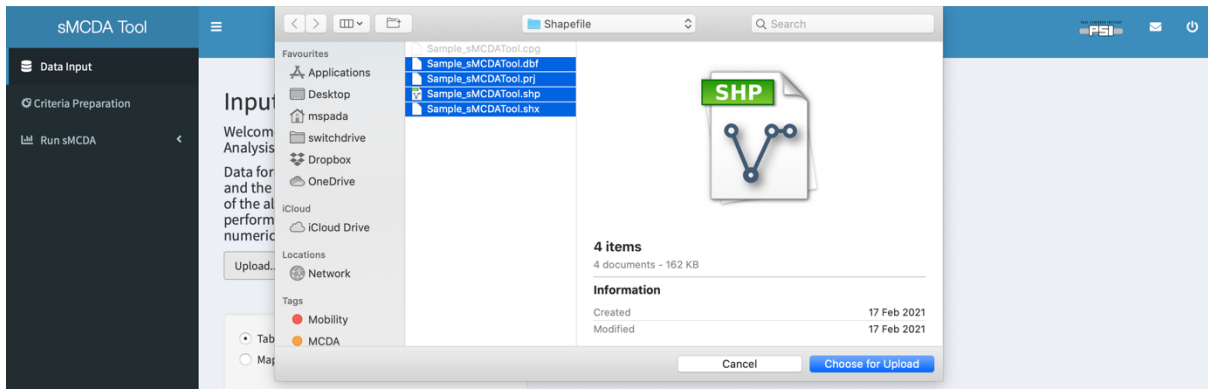 sMCDA Tool
Data Input
Criteria Preparation
Run sMCDA
Input
Welcom
Analysis
Data for
and the
of the al
perform
numeric
Upload..
Tab
Map
Shapefile
Search
Favourites
Applications
Desktop
mspada
switchdrive
Dropbox
OneDrive
iCloud
iCloud Drive
Locations
Network
Tags
Mobility
MCDA
Sample_sMCDATool.cpg
Sample_sMCDATool.dbf
Sample_sMCDATool.prj
Sample_sMCDATool.shp
Sample_sMCDATool.shx
SHP
4 items
4 documents - 162 KB
Information
Created 17 Feb 2021
Modified 17 Feb 2021
Cancel
Choose for Upload
PAUL SCHERRER INSTITUT
PSI